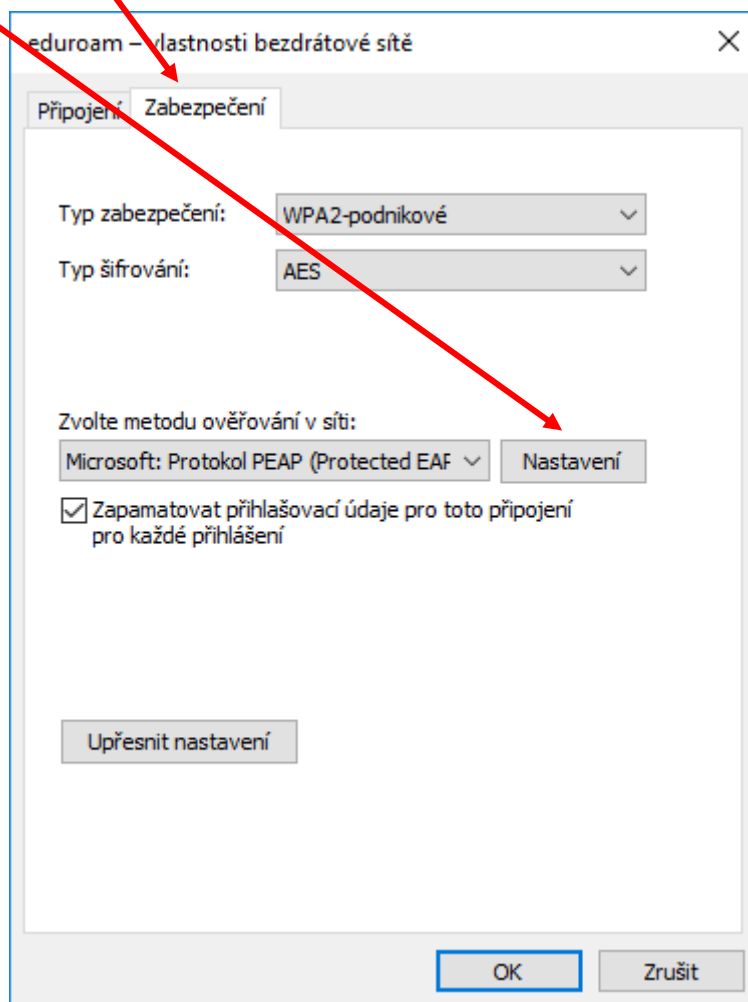 eduroam – vlastnosti bezdrátové sítě
Připojení Zabezpečení
Typ zabezpečení: WPA2-podnikové
Typ šifrování: AES
Zvolte metodu ověřování v síti:
Microsoft: Protokol PEAP (Protected EAP Nastavení
Zapamatovat přihlašovací údaje pro toto připojení
pro každé přihlášení
Upřesnit nastavení
OK Zrušit